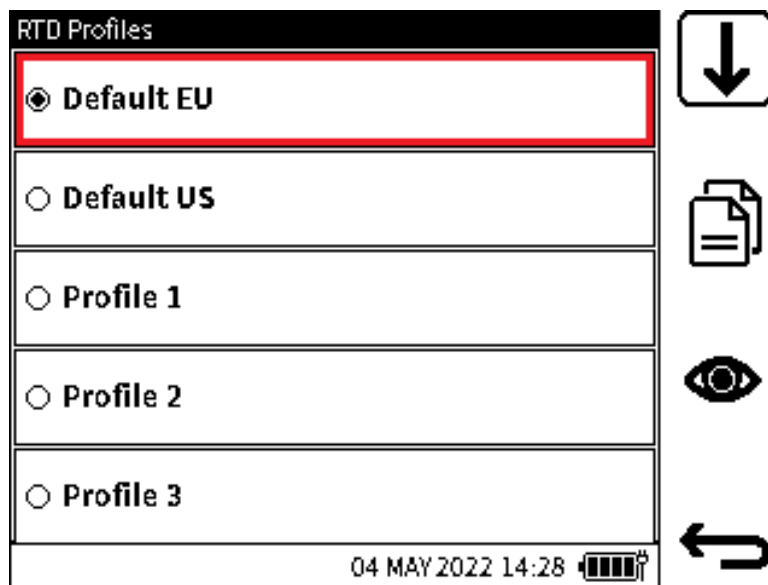 RTD Profiles
Default EU
Default US
Profile 1
Profile 2
Profile 3
04 MAY 2022 14:28